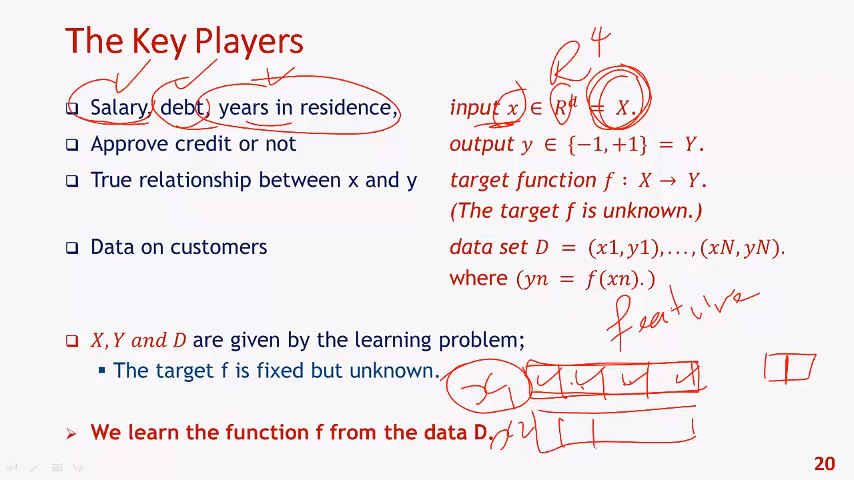 The Key Players
R 4
Salary, debt, years in residence,
input x ∈ R^d = X.
Approve credit or not
output y ∈ {−1, +1} = Y.
True relationship between x and y
target function f : X → Y.
(The target f is unknown.)
Data on customers
data set D = (x1, y1), . . . , (xN, yN).
where (yn = f(xn).)
feature
X, Y and D are given by the learning problem;
The target f is fixed but unknown.
x1
We learn the function f from the data D.
x2
20